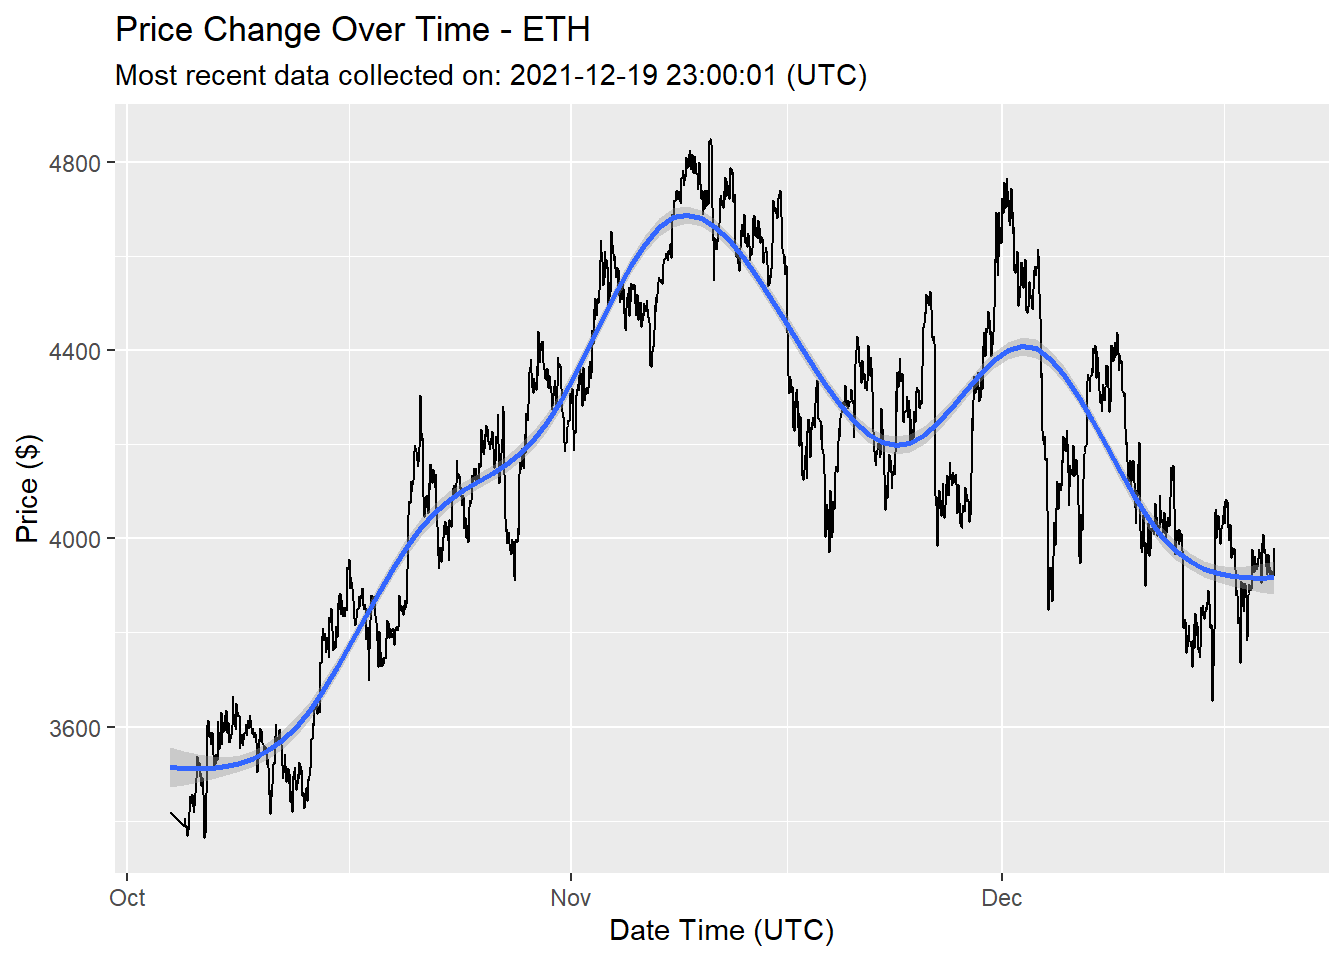 Price Change Over Time - ETH
Most recent data collected on: 2021-12-19 23:00:01 (UTC)
4800
4400
4000
3600
Price ($)
Oct
Nov
Dec
Date Time (UTC)